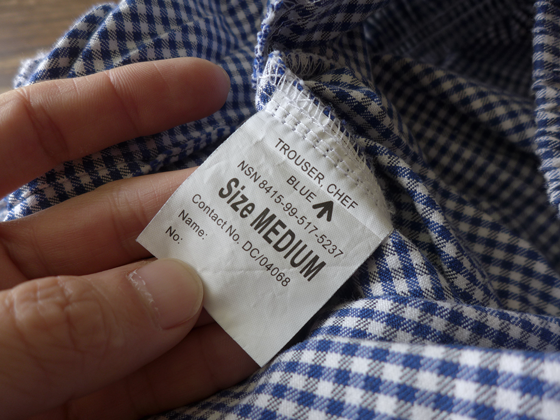 TROUSER, CHEF
BLUE
NSN 8415-99-517-5237
Size MEDIUM
Contact No. DC/04068
Name:
No: